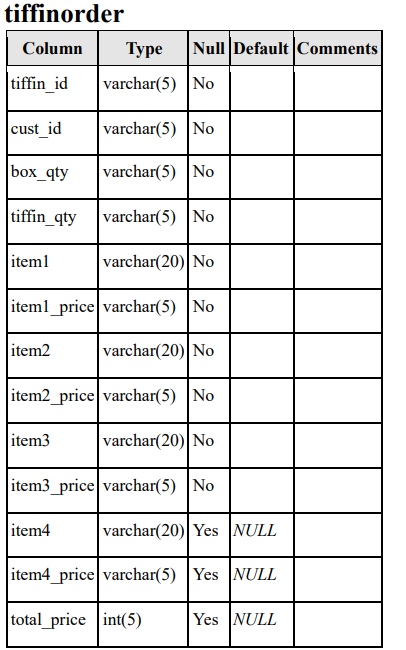 tiffinorder
Column Type Null Default Comments
tiffin_id varchar(5) No
cust_id varchar(5) No
box_qty varchar(5) No
tiffin_qty varchar(5) No
item1 varchar(20) No
item1_price varchar(5) No
item2 varchar(20) No
item2_price varchar(5) No
item3 varchar(20) No
item3_price varchar(5) No
item4 varchar(20) Yes NULL
item4_price varchar(5) Yes NULL
total_price int(5) Yes NULL